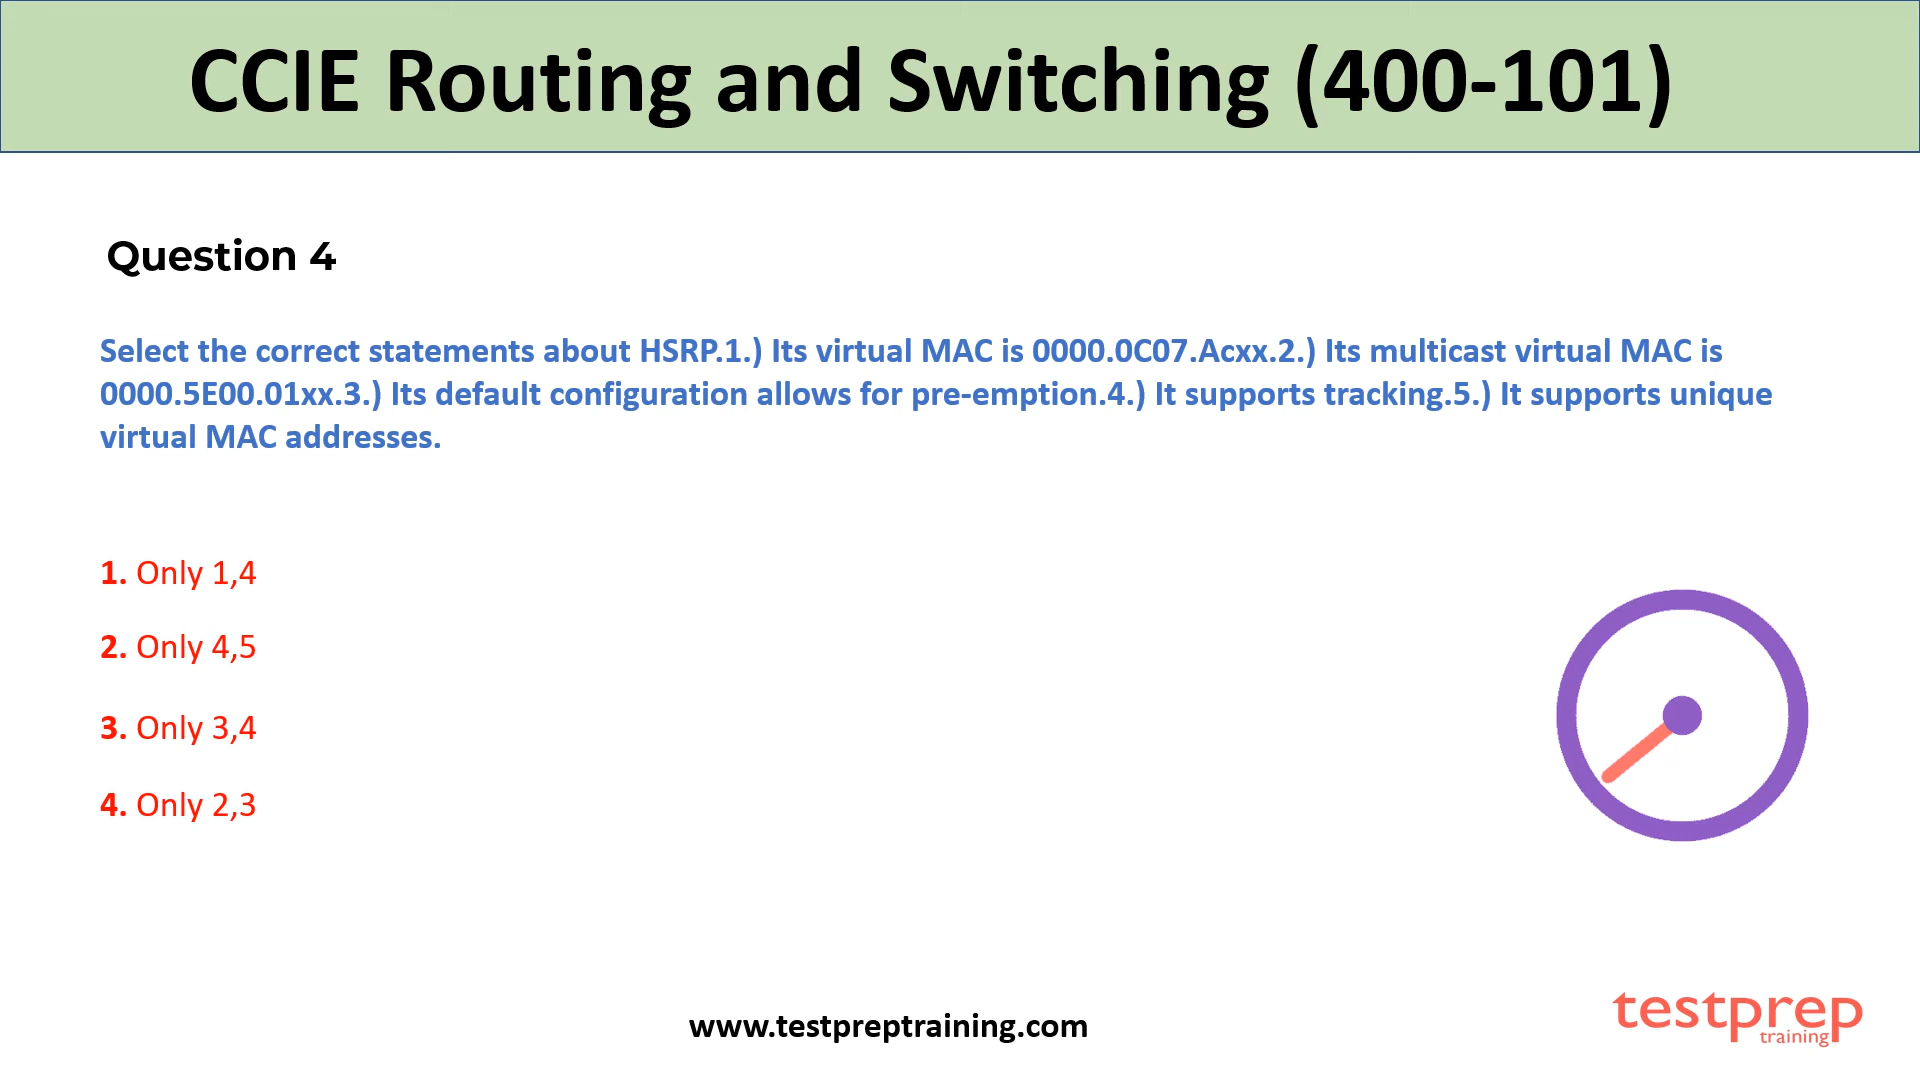 CCIE Routing and Switching (400-101)
Question 4
Select the correct statements about HSRP.1.) Its virtual MAC is 0000.0C07.Acxx.2.) Its multicast virtual MAC is
0000.5E00.01xx.3.) Its default configuration allows for pre-emption.4.) It supports tracking.5.) It supports unique
virtual MAC addresses.
1. Only 1,4
2. Only 4,5
3. Only 3,4
4. Only 2,3
www.testpreptraining.com
testprep
training